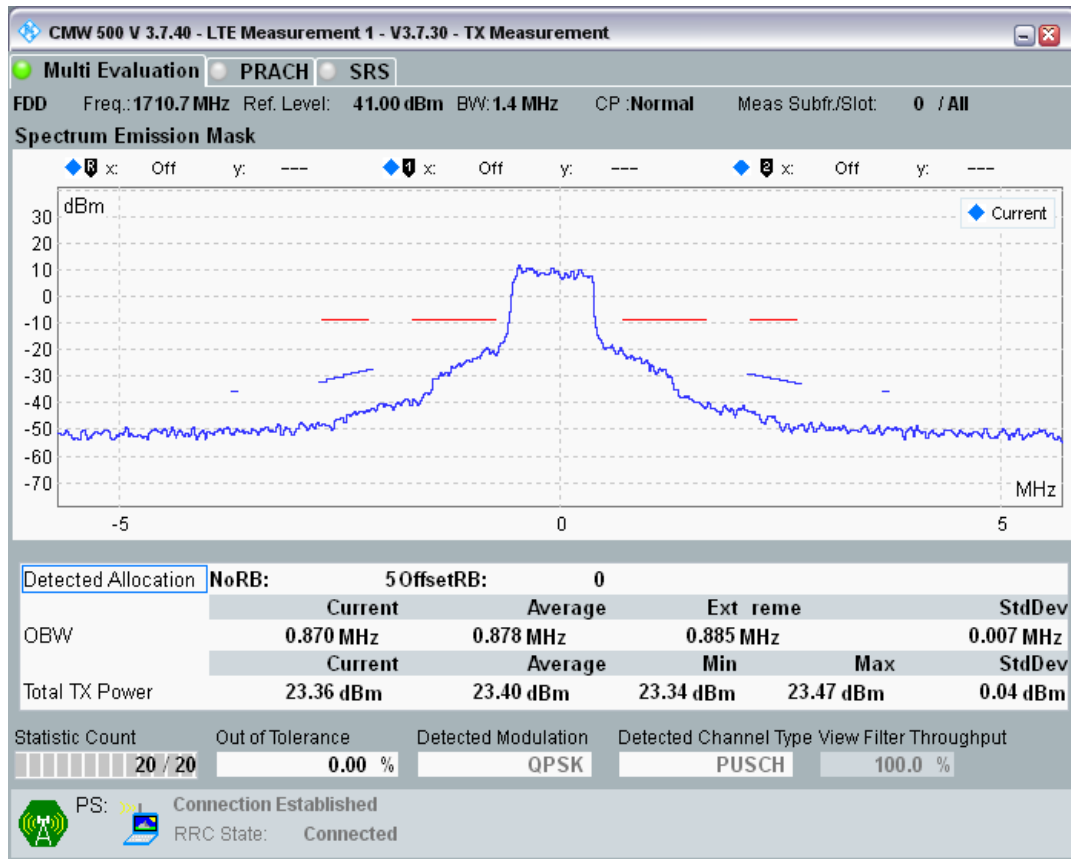 CMW 500 V 3.7.40 - LTE Measurement 1 - V3.7.30 - TX Measurement
Multi Evaluation PRACH SRS
FDD Freq.: 1710.7 MHz Ref. Level: 41.00 dBm BW: 1.4 MHz CP : Normal Meas Subfr./Slot: 0 / All
Spectrum Emission Mask
R x: Off y: --- 1 x: Off y: --- 2 x: Off y: ---
dBm
Current
30
20
10
0
-10
-20
-30
-40
-50
-60
-70
MHz
-5 0 5
Detected Allocation NoRB: 5 OffsetRB: 0
Current Average Ext reme StdDev
OBW 0.870 MHz 0.878 MHz 0.885 MHz 0.007 MHz
Current Average Min Max StdDev
Total TX Power 23.36 dBm 23.40 dBm 23.34 dBm 23.47 dBm 0.04 dBm
Statistic Count Out of Tolerance Detected Modulation Detected Channel Type View Filter Throughput
20 / 20 0.00 % QPSK PUSCH 100.0 %
PS: Connection Established
RRC State: Connected